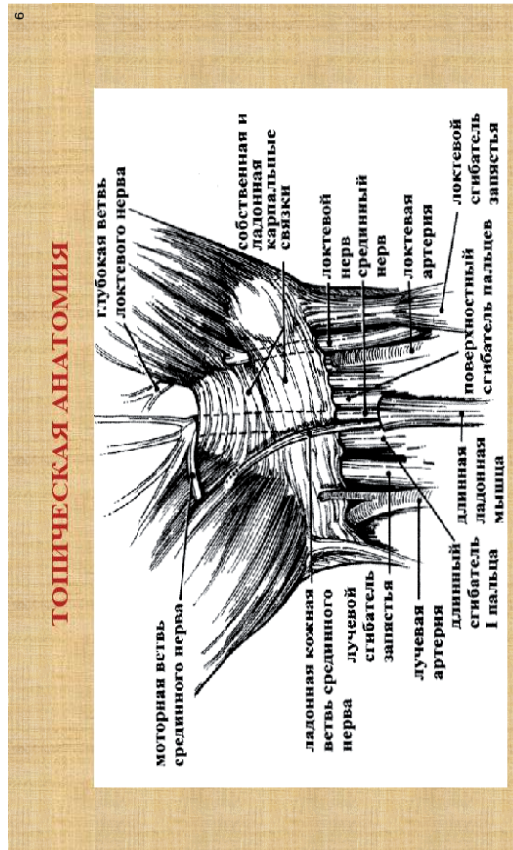 6
ТОПИЧЕСКАЯ АНАТОМИЯ
глубокая ветвь
локтевого нерва
собственная и
ладонная
карпальные
связки
локтевой
нерв
срединный
нерв
локтевая
артерия
локтевой
сгибатель
запястья
поверхностный
сгибатель пальцев
длинная
ладонная
мышца
длинный
сгибатель
I пальца
лучевая
артерия
лучевой
сгибатель
запястья
ладонная кожная
ветвь срединного
нерва
моторная ветвь
срединного нерва